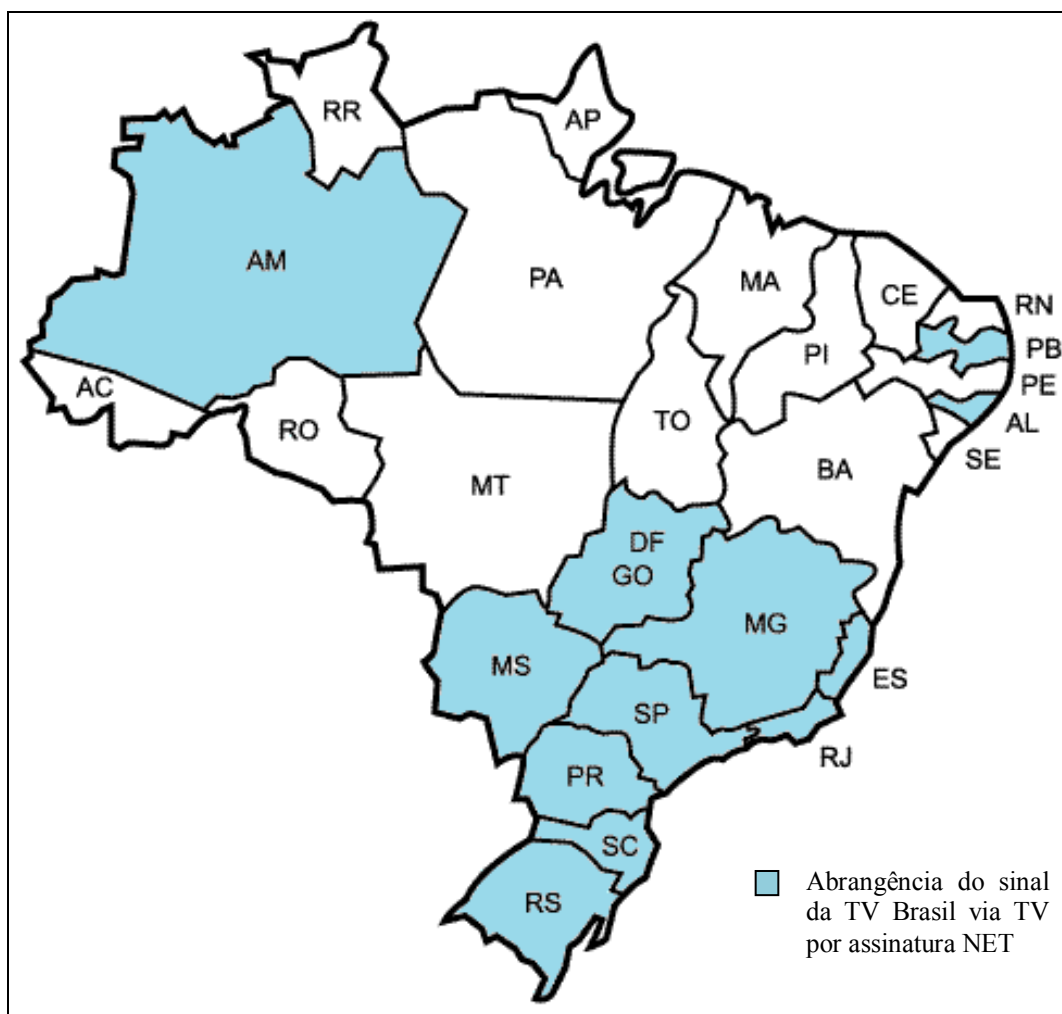 RR
AP
AM
PA
MA
CE
RN
PB
PI
PE
AC
AL
TO
RO
SE
BA
MT
DF
GO
MG
MS
ES
SP
RJ
PR
SC
RS
Abrangência do sinal
da TV Brasil via TV
por assinatura NET